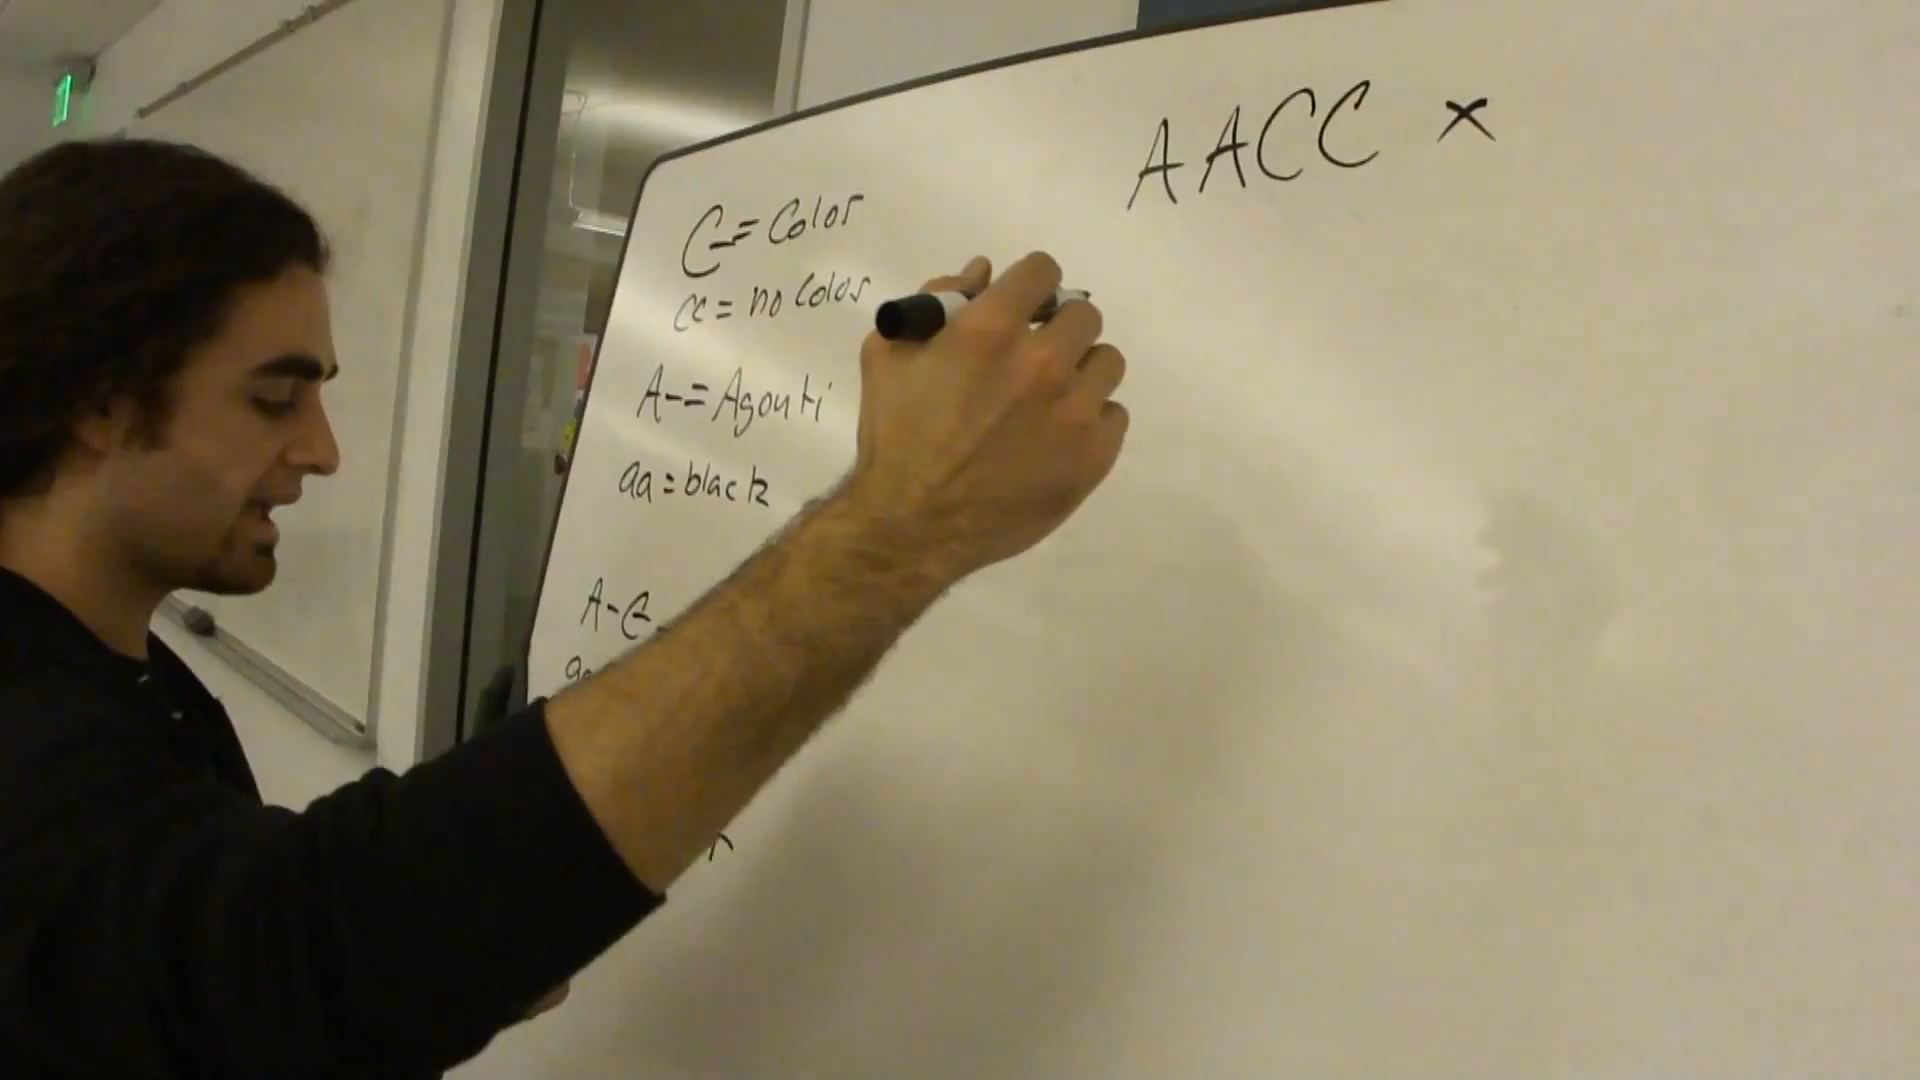 AACC ×
C-= Color
cc = no Color
A-= Agouti
aa = black
A-C-